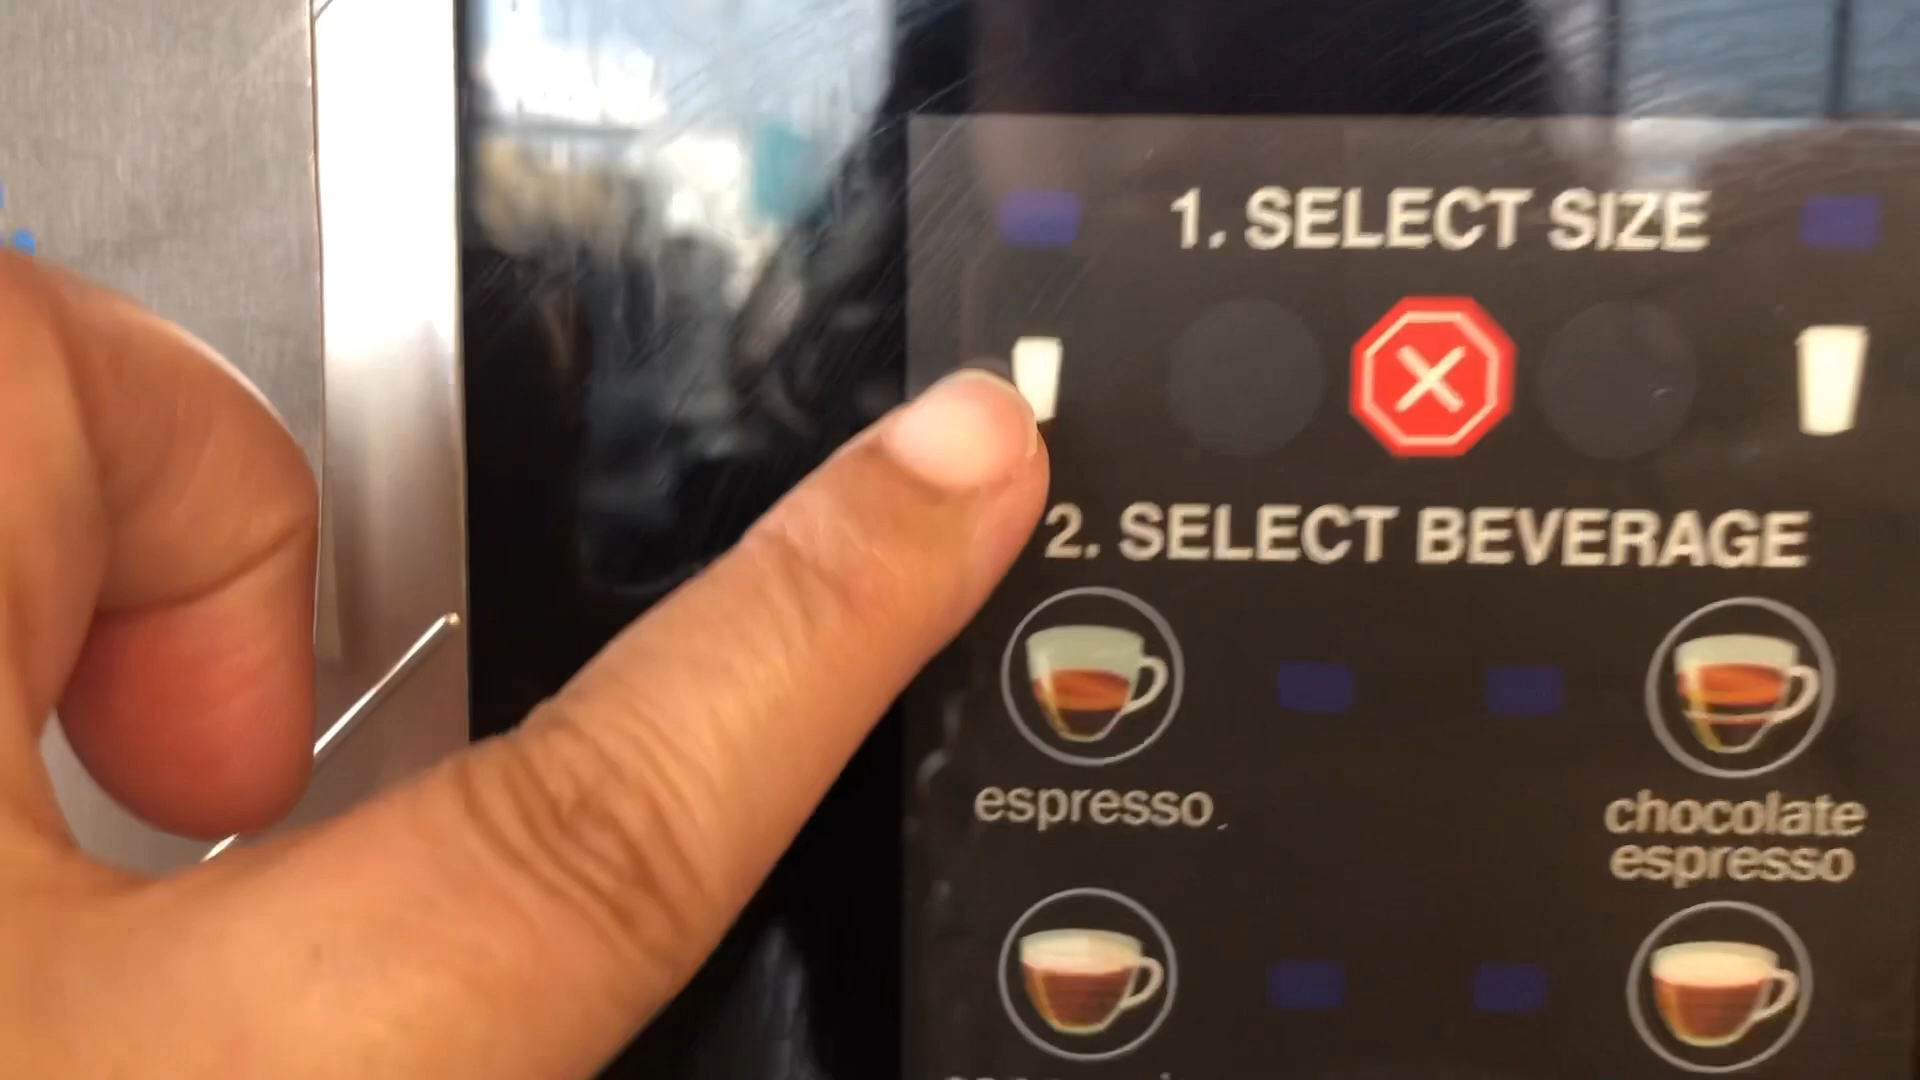 1. SELECT SIZE
2. SELECT BEVERAGE
espresso
chocolate
espresso